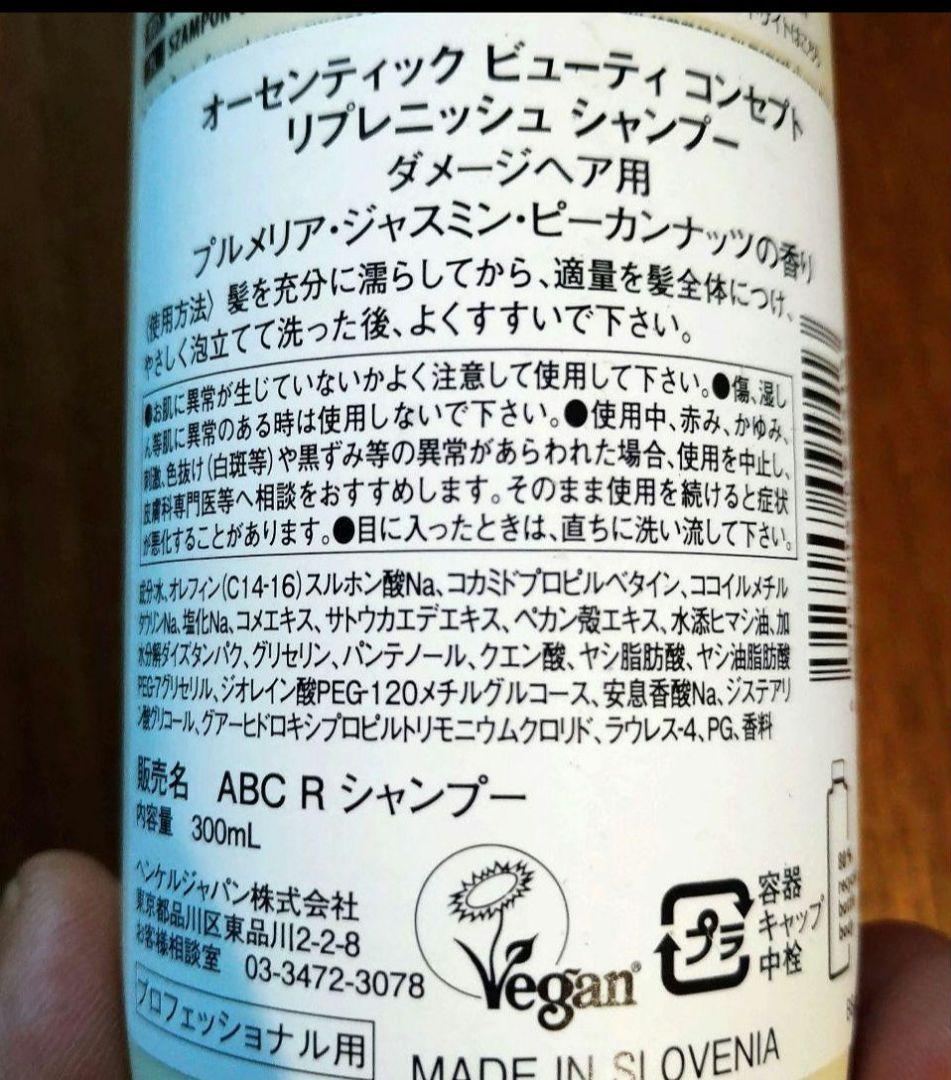 SZAMPON
オーセンティック ビューティ コンセプト
リプレニッシュ シャンプー
ダメージヘア用
プルメリア・ジャスミン・ピーカンナッツの香り
〈使用方法〉髪を充分に濡らしてから、適量を髪全体につけ、
やさしく泡立てて洗った後、よくすすいで下さい。
●お肌に異常が生じていないかよく注意して使用して下さい。●傷、湿し
ん等肌に異常のある時は使用しないで下さい。●使用中、赤み、かゆみ、
刺激、色抜け(白斑等)や黒ずみ等の異常があらわれた場合、使用を中止し、
皮膚科専門医等へ相談をおすすめします。そのまま使用を続けると症状
が悪化することがあります。●目に入ったときは、直ちに洗い流して下さい。
成分:水、オレフィン(C14-16)スルホン酸Na、コカミドプロピルベタイン、ココイルメチル
タウリンNa、塩化Na、コメエキス、サトウカエデエキス、ペカン殻エキス、水添ヒマシ油、加
水分解ダイズタンパク、グリセリン、パンテノール、クエン酸、ヤシ脂肪酸、ヤシ油脂肪酸
PEG-7グリセリル、ジオレイン酸PEG-120メチルグルコース、安息香酸Na、ジステアリ
ン酸グリコール、グアーヒドロキシプロピルトリモニウムクロリド、ラウレス-4、PG、香料
販売名 ABC R シャンプー
内容量 300mL
ヘンケルジャパン株式会社
東京都品川区東品川2-2-8
お客様相談室 03-3472-3078
プロフェッショナル用
Vegan®
プラ
容器
キャップ
中栓
MADE IN SLOVENIA